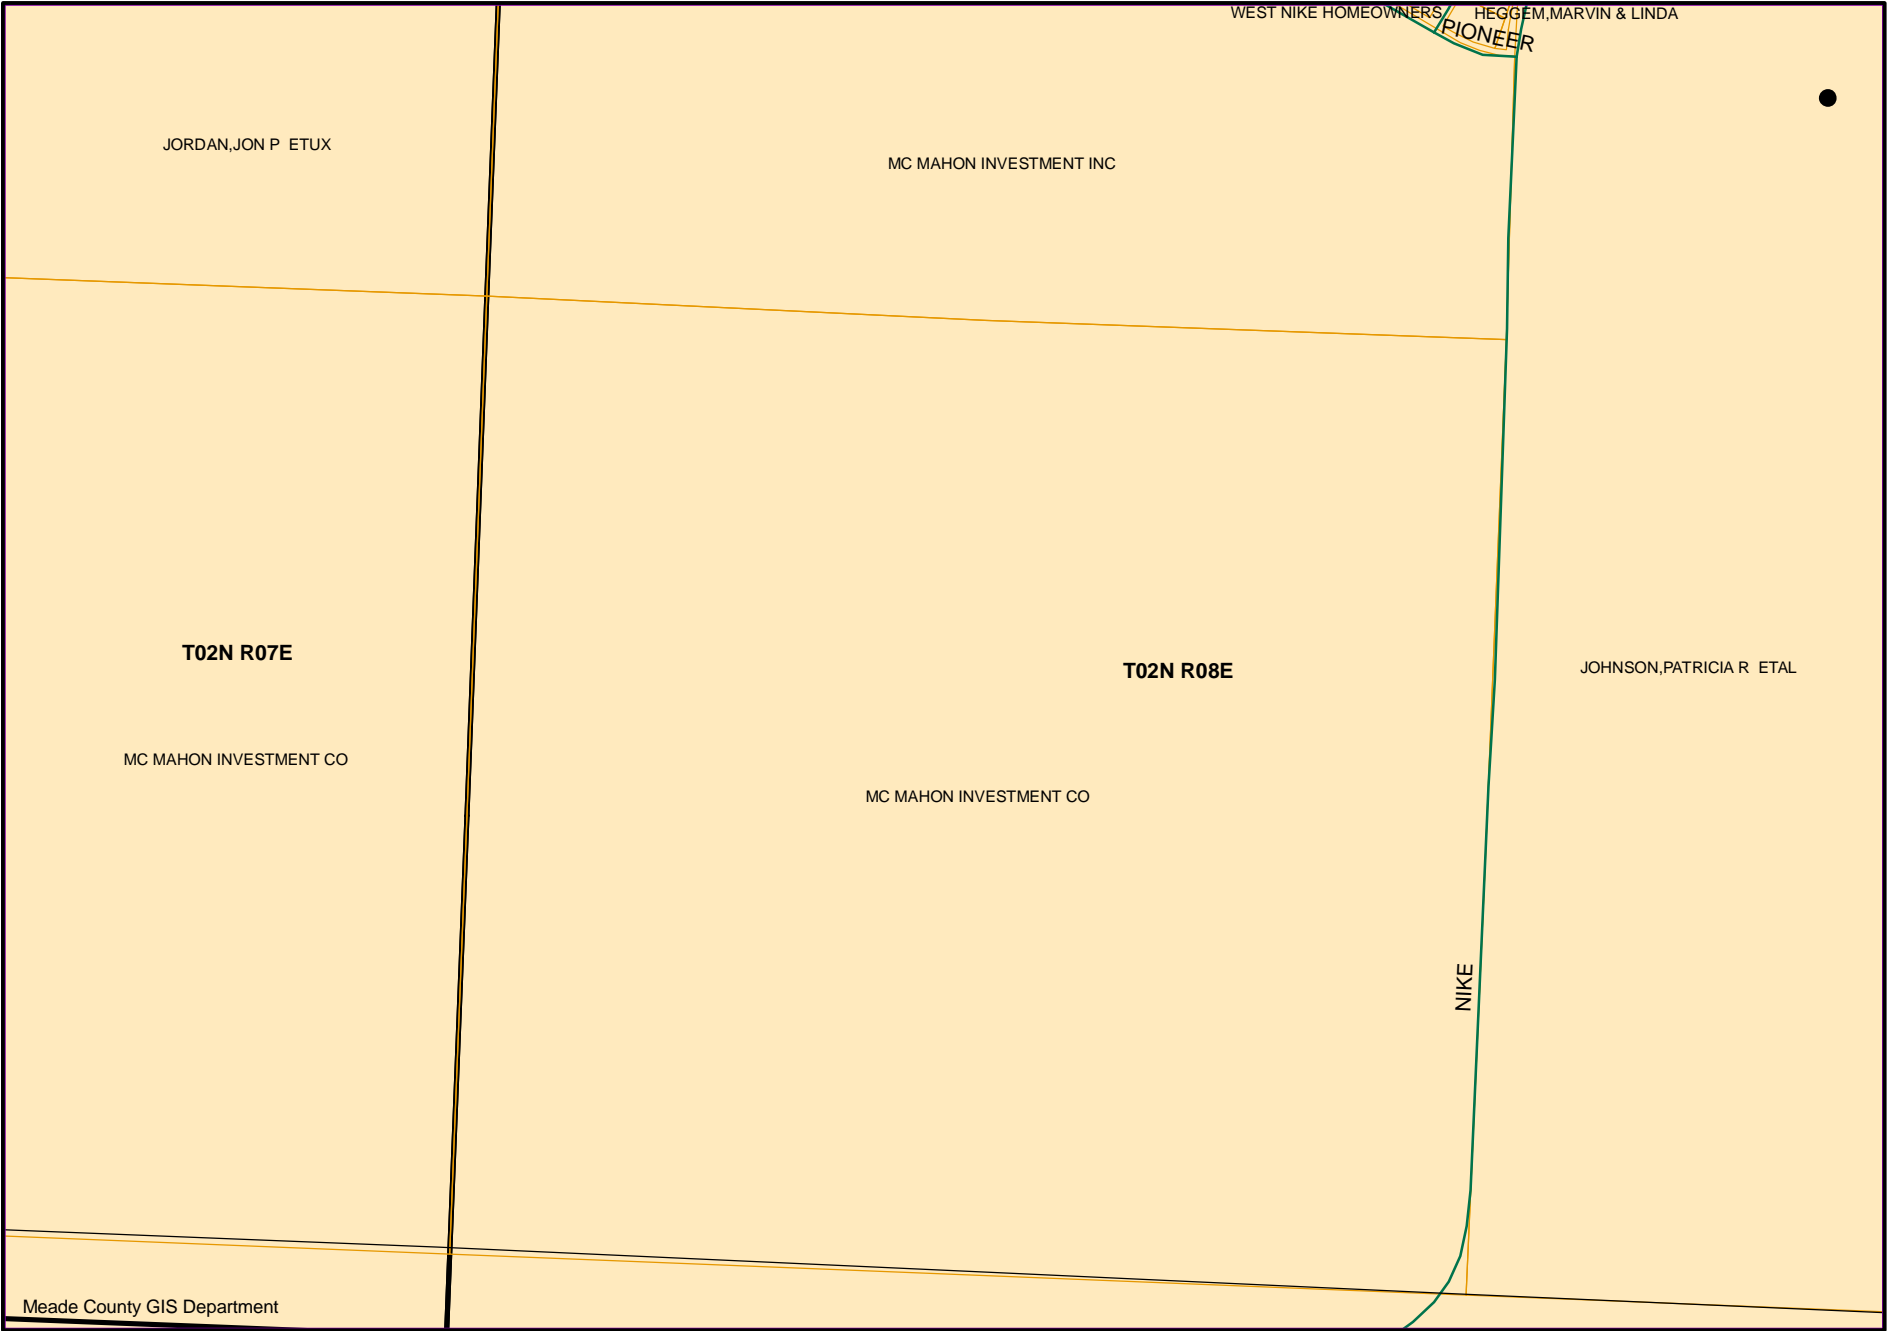 WEST NIKE HOMEOWNERS
HEGGEM,MARVIN & LINDA
PIONEER
JORDAN,JON P  ETUX
MC MAHON INVESTMENT INC
T02N R07E
T02N R08E
JOHNSON,PATRICIA R  ETAL
MC MAHON INVESTMENT CO
MC MAHON INVESTMENT CO
NIKE
Meade County GIS Department